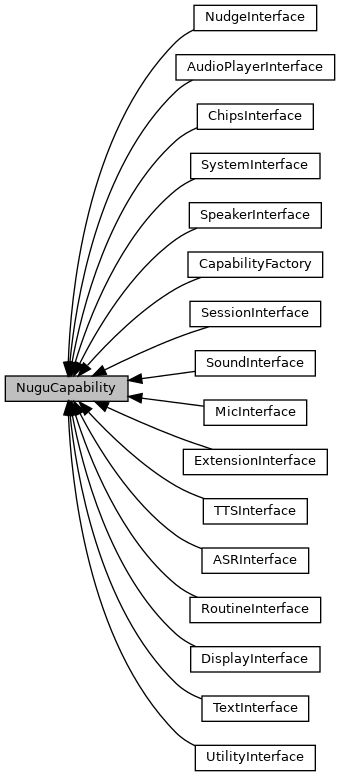 NudgeInterface
AudioPlayerInterface
ChipsInterface
SystemInterface
SpeakerInterface
CapabilityFactory
SessionInterface
SoundInterface
NuguCapability
MicInterface
ExtensionInterface
TTSInterface
ASRInterface
RoutineInterface
DisplayInterface
TextInterface
UtilityInterface